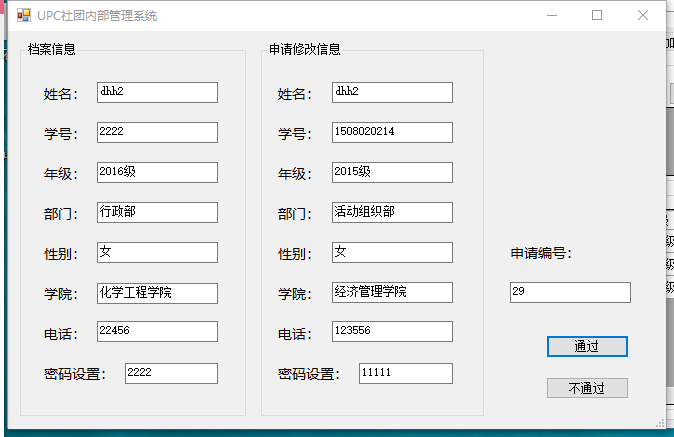 UPC社团内部管理系统
档案信息
姓名： dhh2
学号： 2222
年级： 2016级
部门： 行政部
性别： 女
学院： 化学工程学院
电话： 22456
密码设置： 2222
申请修改信息
姓名： dhh2
学号： 1508020214
年级： 2015级
部门： 活动组织部
性别： 女
学院： 经济管理学院
电话： 123556
密码设置： 11111
申请编号：
29
通过
不通过
加
级
级
级